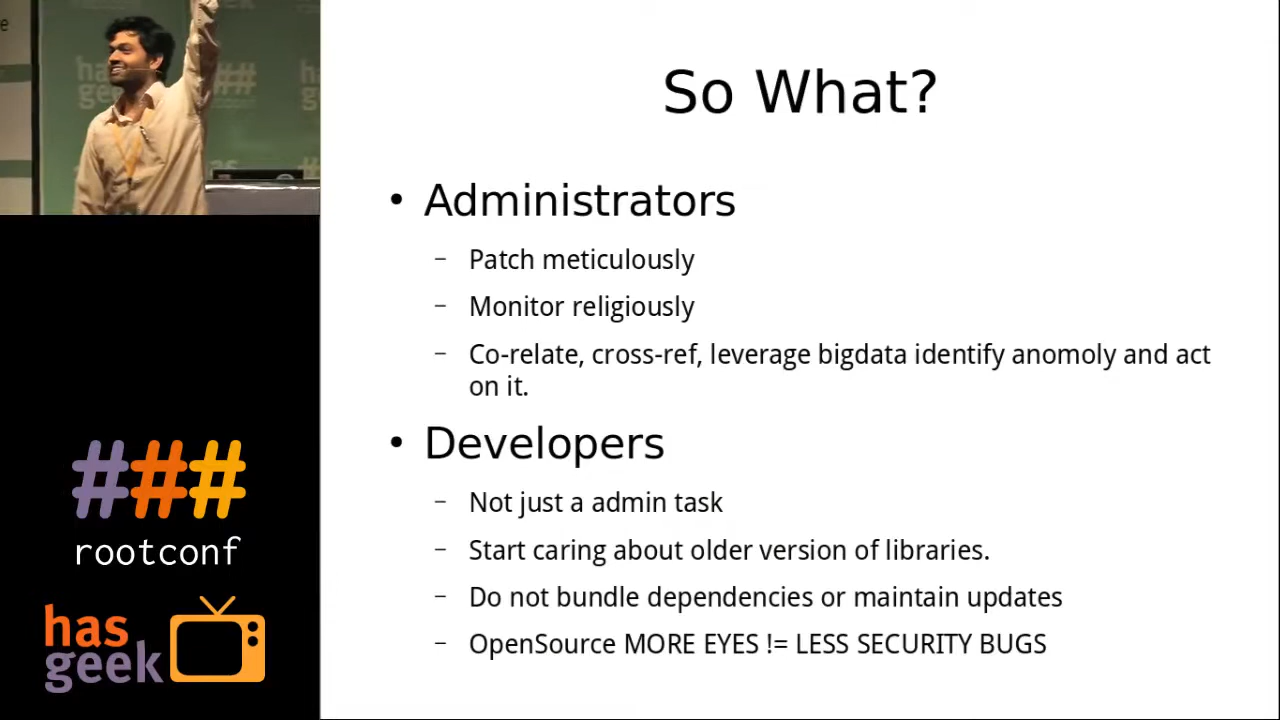 So What?
• Administrators
– Patch meticulously
– Monitor religiously
– Co-relate, cross-ref, leverage bigdata identify anomoly and act
on it.
• Developers
– Not just a admin task
– Start caring about older version of libraries.
– Do not bundle dependencies or maintain updates
– OpenSource MORE EYES != LESS SECURITY BUGS
has
geek
###
rootconf
has
geek